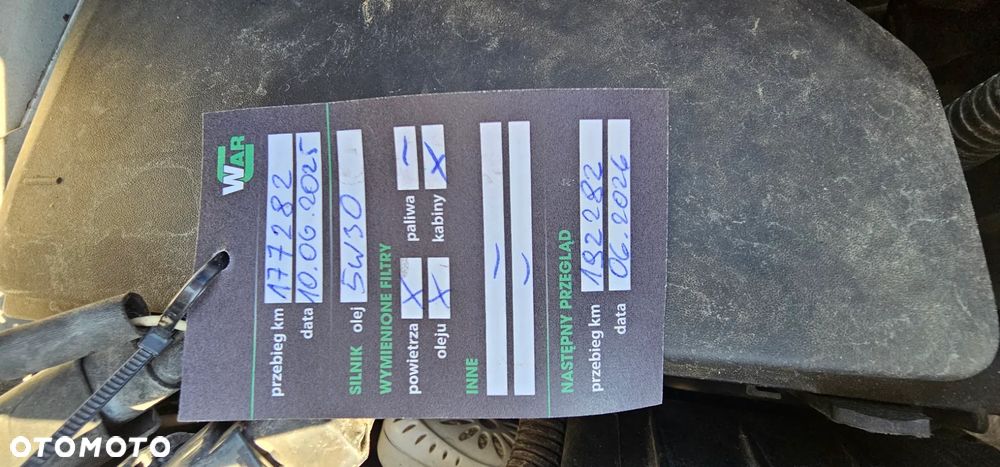 WCAR
przebieg km 177282
data 10.06.2025
SILNIK olej 5W30
WYMIENIONE FILTRY
powietrza X paliwa –
oleju X kabiny X
INNE
–
–
NASTĘPNY PRZEGLĄD
przebieg km 192282
data 06.2026
OTOMOTO